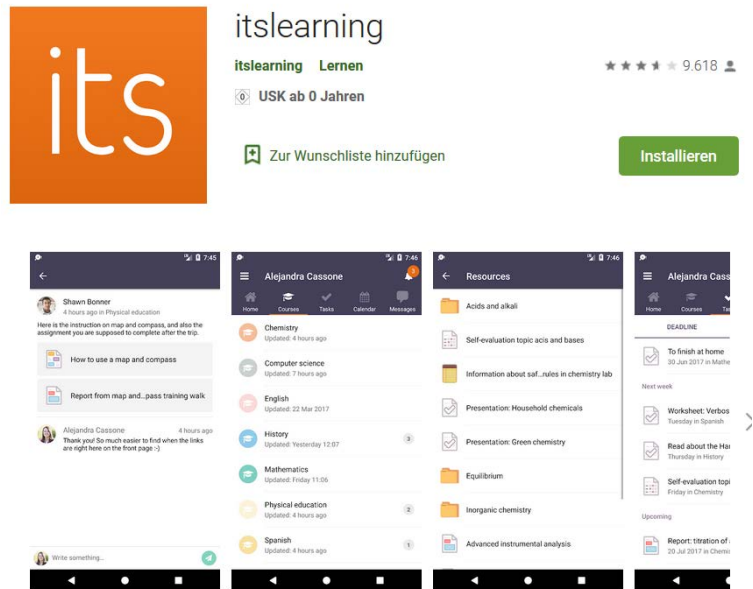 its
itslearning
itslearning Lernen
9.618
0 USK ab 0 Jahren
Zur Wunschliste hinzufügen
Installieren
7:45
Shawn Bonner
4 hours ago in Physical education
Here is the instruction on map and compass, and also the
assignment you are supposed to complete after the trip.
How to use a map and compass
Report from map and...pass training walk
Alejandra Cassone 4 hours ago
Thank you! So much easier to find when the links
are right here on the front page :-)
Write something...
7:46
Alejandra Cassone
Home Courses Tasks Calendar Messages
Chemistry
Updated: 4 hours ago
Computer science
Updated: 7 hours ago
English
Updated: 22 Mar 2017
History
Updated: Yesterday 12:07
3
Mathematics
Updated: Friday 11:06
Physical education
Updated: 4 hours ago
2
Spanish
Updated: 4 hours ago
1
7:46
Resources
Acids and alkali
Self-evaluation topic acis and bases
Information about saf...rules in chemistry lab
Presentation: Household chemicals
Presentation: Green chemistry
Equilibrium
Inorganic chemistry
Advanced instrumental analysis
Alejandra Cass
Home Courses Ta
DEADLINE
To finish at home
30 Jun 2017 in Mathe
Next week
Worksheet: Verbos
Tuesday in Spanish
Read about the Ha
Thursday in History
Self-evaluation topi
Friday in Chemistry
Upcoming
Report: titration of
20 Jul 2017 in Chemi